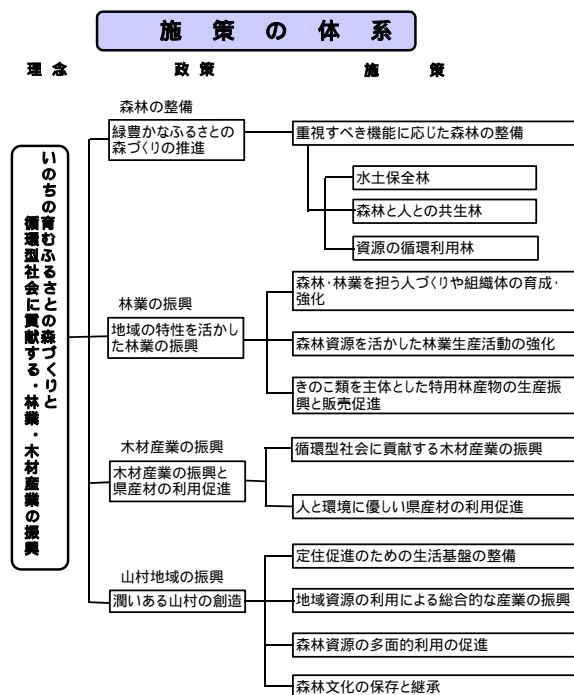 施策の体系
理念 政策 施策
いのちの育むふるさとの森づくりと
循環型社会に貢献する・林業・木材産業の振興
森林の整備
緑豊かなふるさとの
森づくりの推進
重視すべき機能に応じた森林の整備
水土保全林
森林と人との共生林
資源の循環利用林
林業の振興
地域の特性を活かし
た林業の振興
森林・林業を担う人づくりや組織体の育成・
強化
森林資源を活かした林業生産活動の強化
きのこ類を主体とした特用林産物の生産振
興と販売促進
木材産業の振興
木材産業の振興と
県産材の利用促進
循環型社会に貢献する木材産業の振興
人と環境に優しい県産材の利用促進
山村地域の振興
潤いある山村の創造
定住促進のための生活基盤の整備
地域資源の利用による総合的な産業の振興
森林資源の多面的利用の促進
森林文化の保存と継承